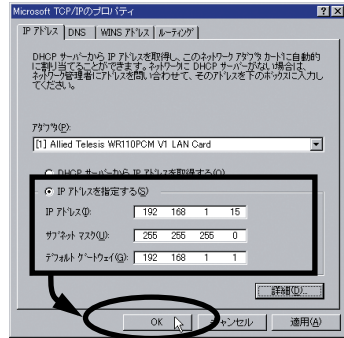 Microsoft TCP/IPのプロパティ
IP アドレス DNS WINS アドレス ルーティング
DHCP サーバーから IP アドレスを取得し、このネットワーク アダプタ カードに自動的
に割り当てることができます。ネットワークに DHCP サーバーがない場合は、
ネットワーク管理者にアドレスを問い合わせて、そのアドレスを下のボックスに入力し
てください。
アダプタ(P):
[1] Allied Telesis WR110PCM V1 LAN Card
DHCP サーバーから IP アドレスを取得する(O)
IP アドレスを指定する(S)
IP アドレス(I): 192 168 1 15
サブネット マスク(U): 255 255 255 0
デフォルト ゲートウェイ(G): 192 168 1 1
詳細(D)...
OK キャンセル 適用(A)